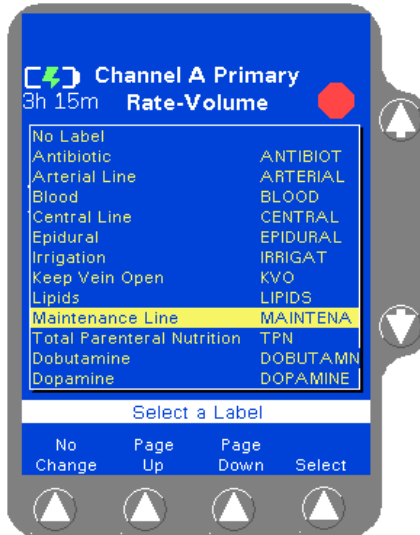 Channel A Primary
3h 15m Rate-Volume
No Label
Antibiotic ANTIBIOT
Arterial Line ARTERIAL
Blood BLOOD
Central Line CENTRAL
Epidural EPIDURAL
Irrigation IRRIGAT
Keep Vein Open KVO
Lipids LIPIDS
Maintenance Line MAINTENA
Total Parenteral Nutrition TPN
Dobutamine DOBUTAMN
Dopamine DOPAMINE
Select a Label
No Page Page
Change Up Down Select